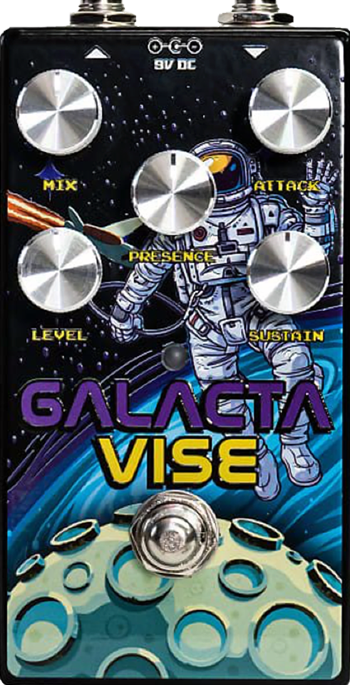 9V DC
MIX
ATTACK
PRESENCE
LEVEL
SUSTAIN
GALACTA
VISE